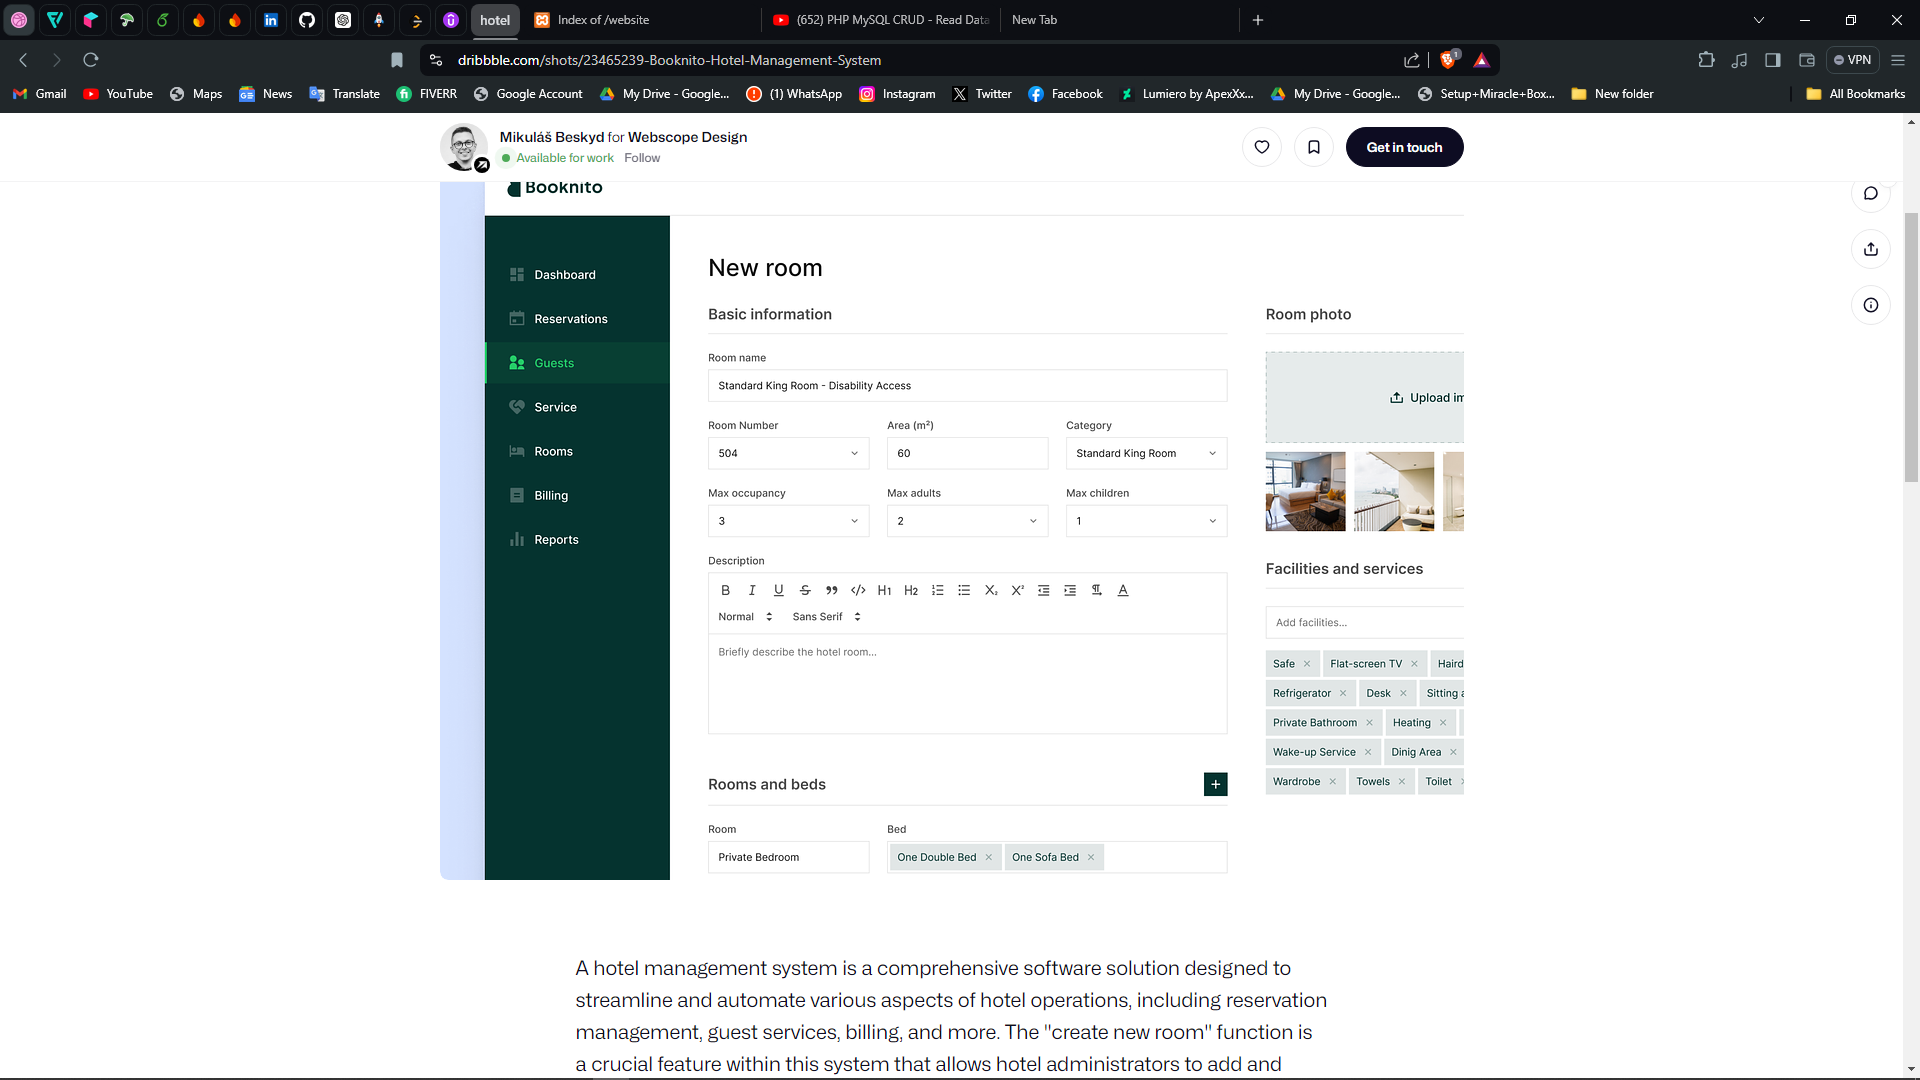 hotel
Index of /website
(652) PHP MySQL CRUD - Read Data
New Tab
dribbble.com/shots/23465239-Booknito-Hotel-Management-System
1
VPN
Gmail
YouTube
Maps
News
Translate
FIVERR
Google Account
My Drive - Google...
(1) WhatsApp
Instagram
Twitter
Facebook
Lumiero by ApexXx...
My Drive - Google...
Setup+Miracle+Box...
New folder
All Bookmarks
Mikuláš Beskyd for Webscope Design
Available for work Follow
Get in touch
Booknito
Dashboard
Reservations
Guests
Service
Rooms
Billing
Reports
New room
Basic information
Room name
Standard King Room - Disability Access
Room Number
Area (m²)
Category
504
60
Standard King Room
Max occupancy
Max adults
Max children
3
2
1
Description
B I U S ” </> H1 H2 X₂ X² A
Normal
Sans Serif
Briefly describe the hotel room...
Rooms and beds
+
Room
Bed
Private Bedroom
One Double Bed ×
One Sofa Bed ×
Room photo
Upload im
Facilities and services
Add facilities...
Safe × Flat-screen TV × Haird
Refrigerator × Desk × Sitting a
Private Bathroom × Heating ×
Wake-up Service × Dinig Area ×
Wardrobe × Towels × Toilet ×
A hotel management system is a comprehensive software solution designed to
streamline and automate various aspects of hotel operations, including reservation
management, guest services, billing, and more. The "create new room" function is
a crucial feature within this system that allows hotel administrators to add and